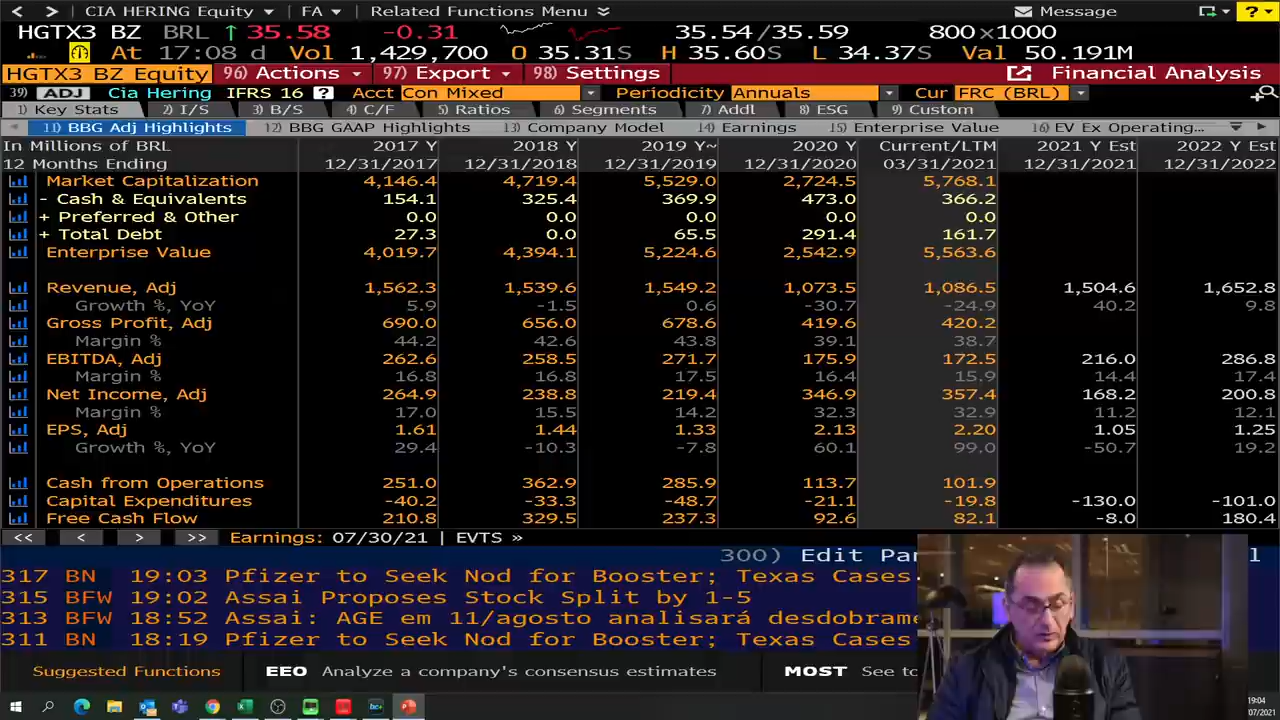 < > CIA HERING Equity FA Related Functions Menu Message ?
HGTX3 BZ BRL ↑ 35.58 -0.31 35.54/35.59 800×1000
At 17:08 d Vol 1,429,700 O 35.31S H 35.60S L 34.37S Val 50.191M
HGTX3 BZ Equity 96) Actions 97) Export 98) Settings Financial Analysis
39) ADJ Cia Hering IFRS 16 ? Acct Con Mixed Periodicity Annuals Cur FRC (BRL)
1) Key Stats 2) I/S 3) B/S 4) C/F 5) Ratios 6) Segments 7) Addl 8) ESG 9) Custom
11) BBG Adj Highlights 12) BBG GAAP Highlights 13) Company Model 14) Earnings 15) Enterprise Value 16) EV Ex Operating...
In Millions of BRL 2017 Y 2018 Y 2019 Y~ 2020 Y Current/LTM 2021 Y Est 2022 Y Est
12 Months Ending 12/31/2017 12/31/2018 12/31/2019 12/31/2020 03/31/2021 12/31/2021 12/31/2022
Market Capitalization 4,146.4 4,719.4 5,529.0 2,724.5 5,768.1
- Cash & Equivalents 154.1 325.4 369.9 473.0 366.2
+ Preferred & Other 0.0 0.0 0.0 0.0 0.0
+ Total Debt 27.3 0.0 65.5 291.4 161.7
Enterprise Value 4,019.7 4,394.1 5,224.6 2,542.9 5,563.6
Revenue, Adj 1,562.3 1,539.6 1,549.2 1,073.5 1,086.5 1,504.6 1,652.8
Growth %, YoY 5.9 -1.5 0.6 -30.7 -24.9 40.2 9.8
Gross Profit, Adj 690.0 656.0 678.6 419.6 420.2
Margin % 44.2 42.6 43.8 39.1 38.7
EBITDA, Adj 262.6 258.5 271.7 175.9 172.5 216.0 286.8
Margin % 16.8 16.8 17.5 16.4 15.9 14.4 17.4
Net Income, Adj 264.9 238.8 219.4 346.9 357.4 168.2 200.8
Margin % 17.0 15.5 14.2 32.3 32.9 11.2 12.1
EPS, Adj 1.61 1.44 1.33 2.13 2.20 1.05 1.25
Growth %, YoY 29.4 -10.3 -7.8 60.1 99.0 -50.7 19.2
Cash from Operations 251.0 362.9 285.9 113.7 101.9
Capital Expenditures -40.2 -33.3 -48.7 -21.1 -19.8 -130.0 -101.0
Free Cash Flow 210.8 329.5 237.3 92.6 82.1 -8.0 180.4
<< < > >> Earnings: 07/30/21 | EVTS »
300) Edit Pa
317 BN 19:03 Pfizer to Seek Nod for Booster; Texas Cases
315 BFW 19:02 Assai Proposes Stock Split by 1-5
313 BFW 18:52 Assai: AGE em 11/agosto analisará desdobrame
311 BN 18:19 Pfizer to Seek Nod for Booster; Texas Cases
Suggested Functions EEO Analyze a company's consensus estimates MOST See to
19:04
07/2021